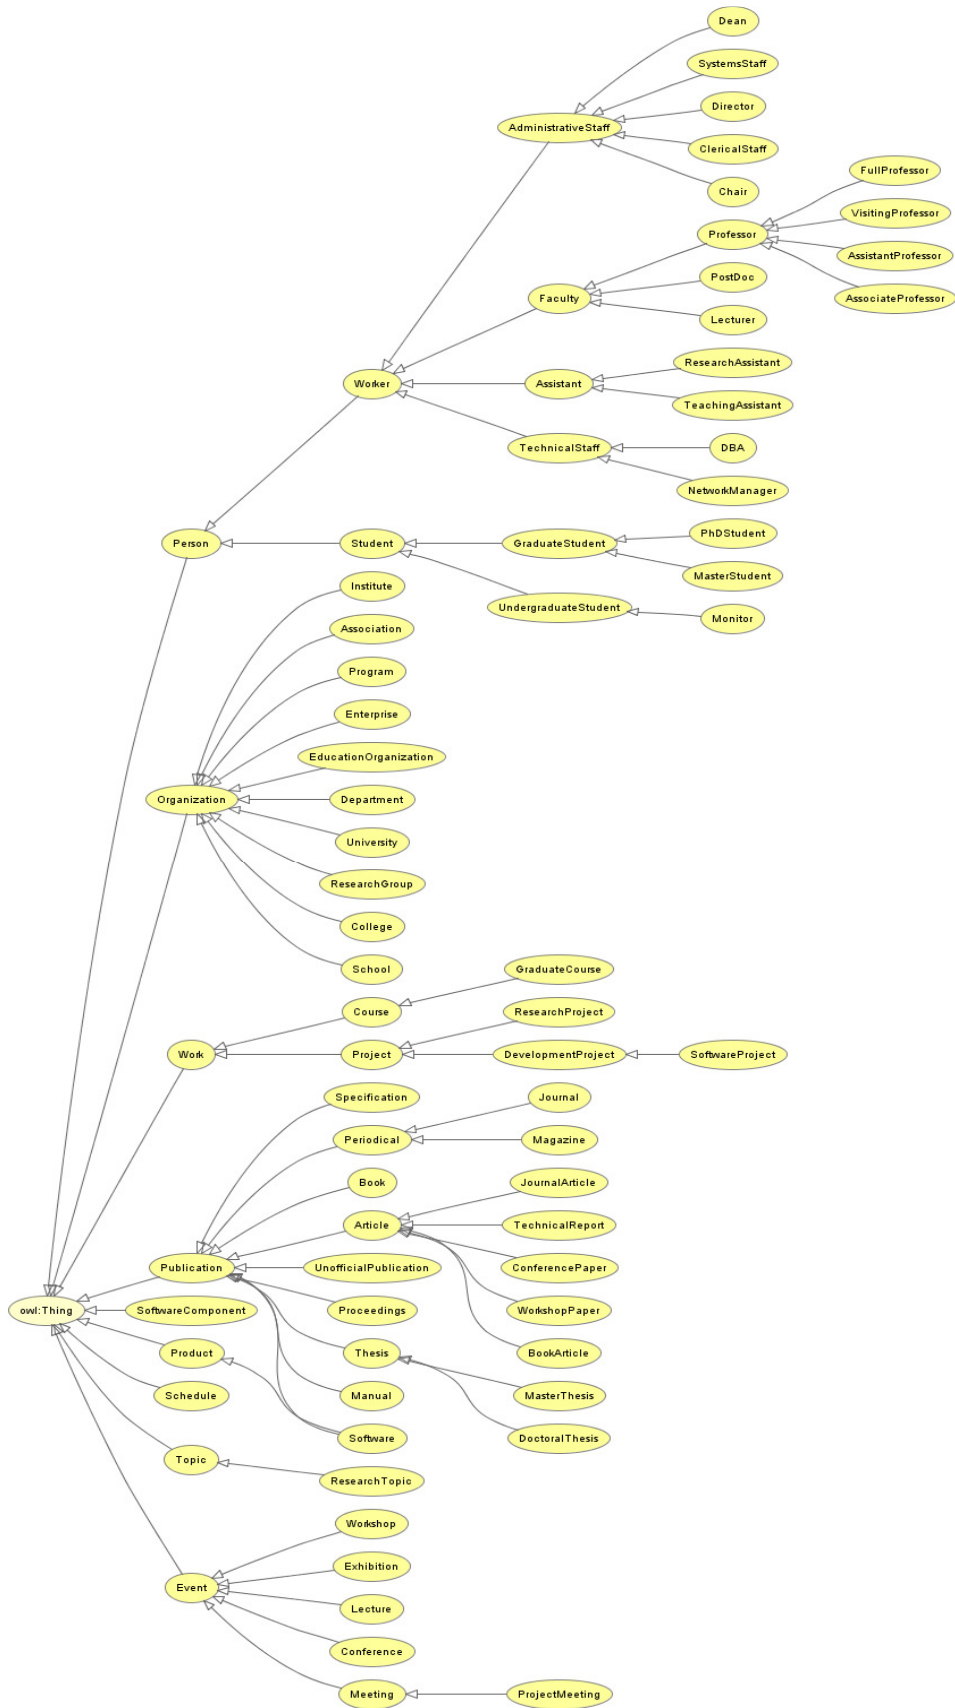 Dean
SystemsStaff
Director
AdministrativeStaff
ClericalStaff
FullProfessor
Chair
VisitingProfessor
Professor
AssistantProfessor
PostDoc
Faculty
AssociateProfessor
Lecturer
ResearchAssistant
Worker
Assistant
TeachingAssistant
TechnicalStaff
DBA
NetworkManager
PhDStudent
Person
Student
GraduateStudent
MasterStudent
Institute
UndergraduateStudent
Monitor
Association
Program
Enterprise
EducationOrganization
Organization
Department
University
ResearchGroup
College
School
GraduateCourse
Course
ResearchProject
Work
Project
DevelopmentProject
SoftwareProject
Specification
Journal
Periodical
Magazine
Book
JournalArticle
Article
TechnicalReport
Publication
UnofficialPublication
ConferencePaper
owl:Thing
SoftwareComponent
Proceedings
WorkshopPaper
Product
Thesis
BookArticle
Schedule
Manual
MasterThesis
Software
DoctoralThesis
Topic
ResearchTopic
Workshop
Exhibition
Event
Lecture
Conference
Meeting
ProjectMeeting